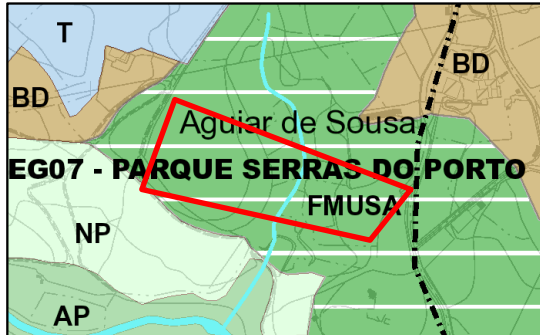 T
BD
BD
Aguiar de Sousa
EG07 - PARQUE SERRAS DO PORTO
FMUSA
NP
AP